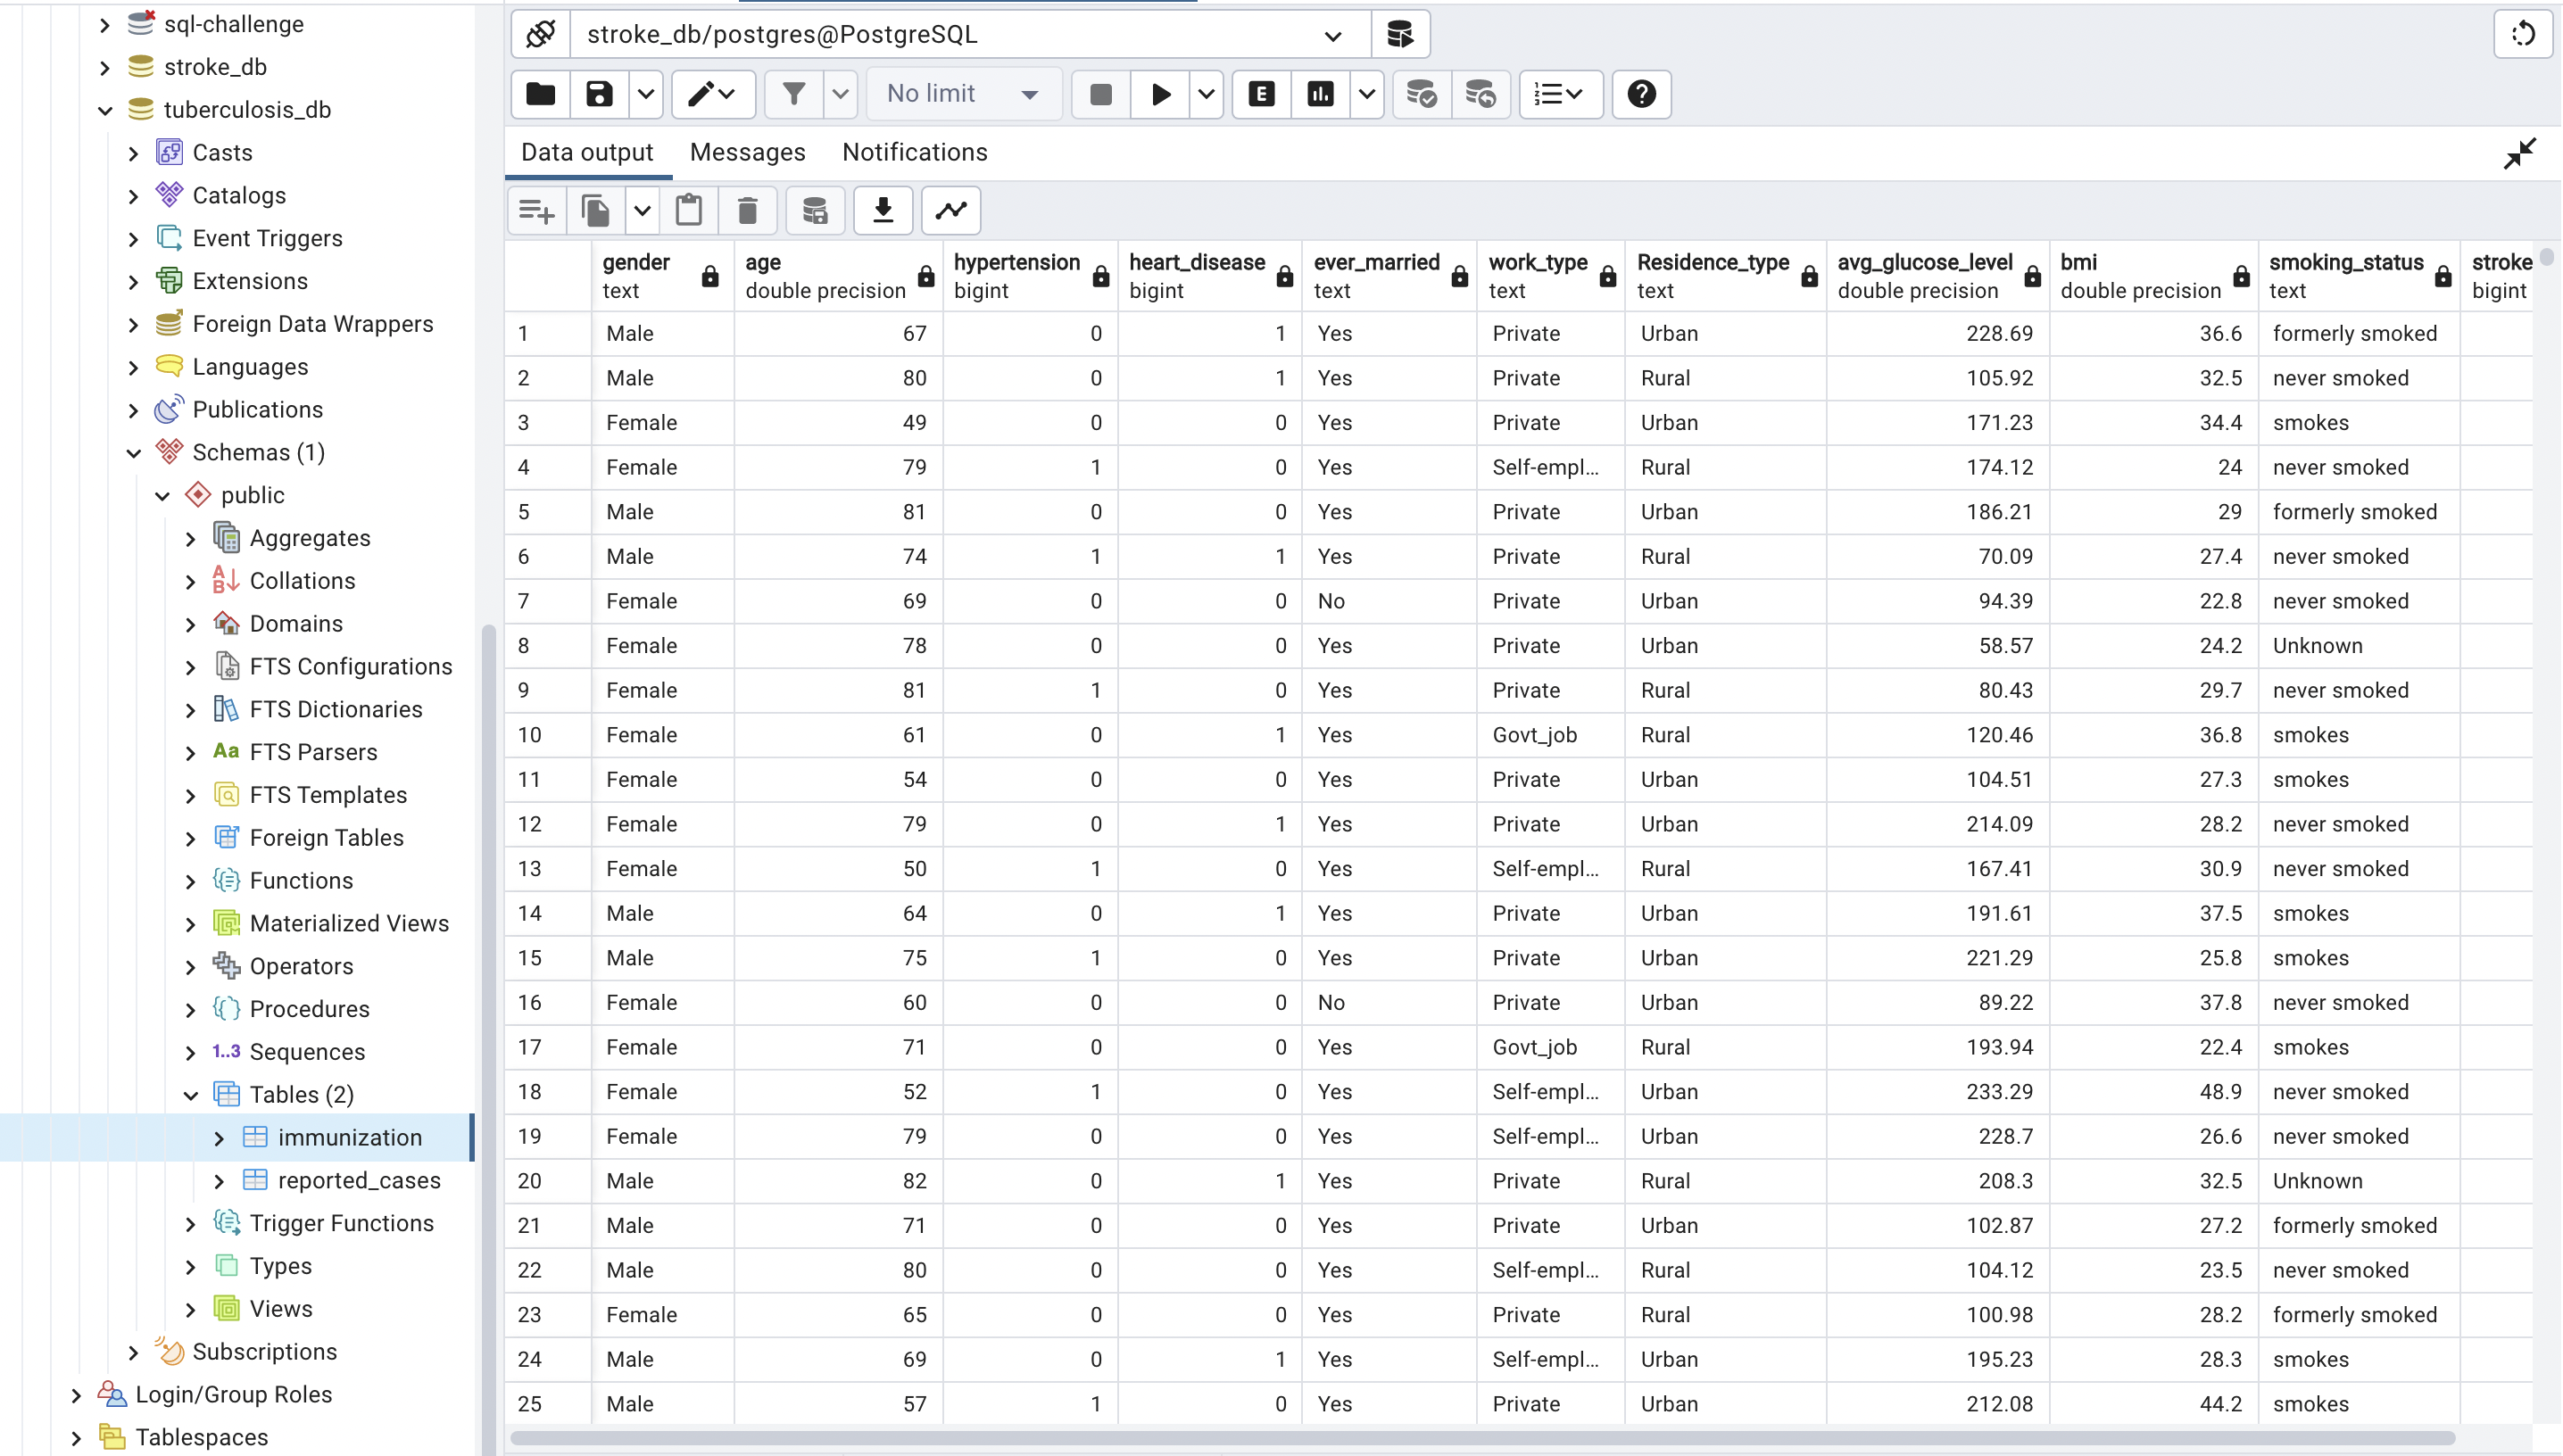 sql-challenge
stroke_db
tuberculosis_db
Casts
Catalogs
Event Triggers
Extensions
Foreign Data Wrappers
Languages
Publications
Schemas (1)
public
Aggregates
Collations
Domains
FTS Configurations
FTS Dictionaries
Aa FTS Parsers
FTS Templates
Foreign Tables
Functions
Materialized Views
Operators
Procedures
1..3 Sequences
Tables (2)
immunization
reported_cases
Trigger Functions
Types
Views
Subscriptions
Login/Group Roles
Tablespaces
stroke_db/postgres@PostgreSQL
No limit E ?
Data output Messages Notifications
gender age hypertension heart_disease ever_married work_type Residence_type avg_glucose_level bmi smoking_status stroke
text double precision bigint bigint text text text double precision double precision text bigint
1 Male 67 0 1 Yes Private Urban 228.69 36.6 formerly smoked
2 Male 80 0 1 Yes Private Rural 105.92 32.5 never smoked
3 Female 49 0 0 Yes Private Urban 171.23 34.4 smokes
4 Female 79 1 0 Yes Self-empl... Rural 174.12 24 never smoked
5 Male 81 0 0 Yes Private Urban 186.21 29 formerly smoked
6 Male 74 1 1 Yes Private Rural 70.09 27.4 never smoked
7 Female 69 0 0 No Private Urban 94.39 22.8 never smoked
8 Female 78 0 0 Yes Private Urban 58.57 24.2 Unknown
9 Female 81 1 0 Yes Private Rural 80.43 29.7 never smoked
10 Female 61 0 1 Yes Govt_job Rural 120.46 36.8 smokes
11 Female 54 0 0 Yes Private Urban 104.51 27.3 smokes
12 Female 79 0 1 Yes Private Urban 214.09 28.2 never smoked
13 Female 50 1 0 Yes Self-empl... Rural 167.41 30.9 never smoked
14 Male 64 0 1 Yes Private Urban 191.61 37.5 smokes
15 Male 75 1 0 Yes Private Urban 221.29 25.8 smokes
16 Female 60 0 0 No Private Urban 89.22 37.8 never smoked
17 Female 71 0 0 Yes Govt_job Rural 193.94 22.4 smokes
18 Female 52 1 0 Yes Self-empl... Urban 233.29 48.9 never smoked
19 Female 79 0 0 Yes Self-empl... Urban 228.7 26.6 never smoked
20 Male 82 0 1 Yes Private Rural 208.3 32.5 Unknown
21 Male 71 0 0 Yes Private Urban 102.87 27.2 formerly smoked
22 Male 80 0 0 Yes Self-empl... Rural 104.12 23.5 never smoked
23 Female 65 0 0 Yes Private Rural 100.98 28.2 formerly smoked
24 Male 69 0 1 Yes Self-empl... Urban 195.23 28.3 smokes
25 Male 57 1 0 Yes Private Urban 212.08 44.2 smokes